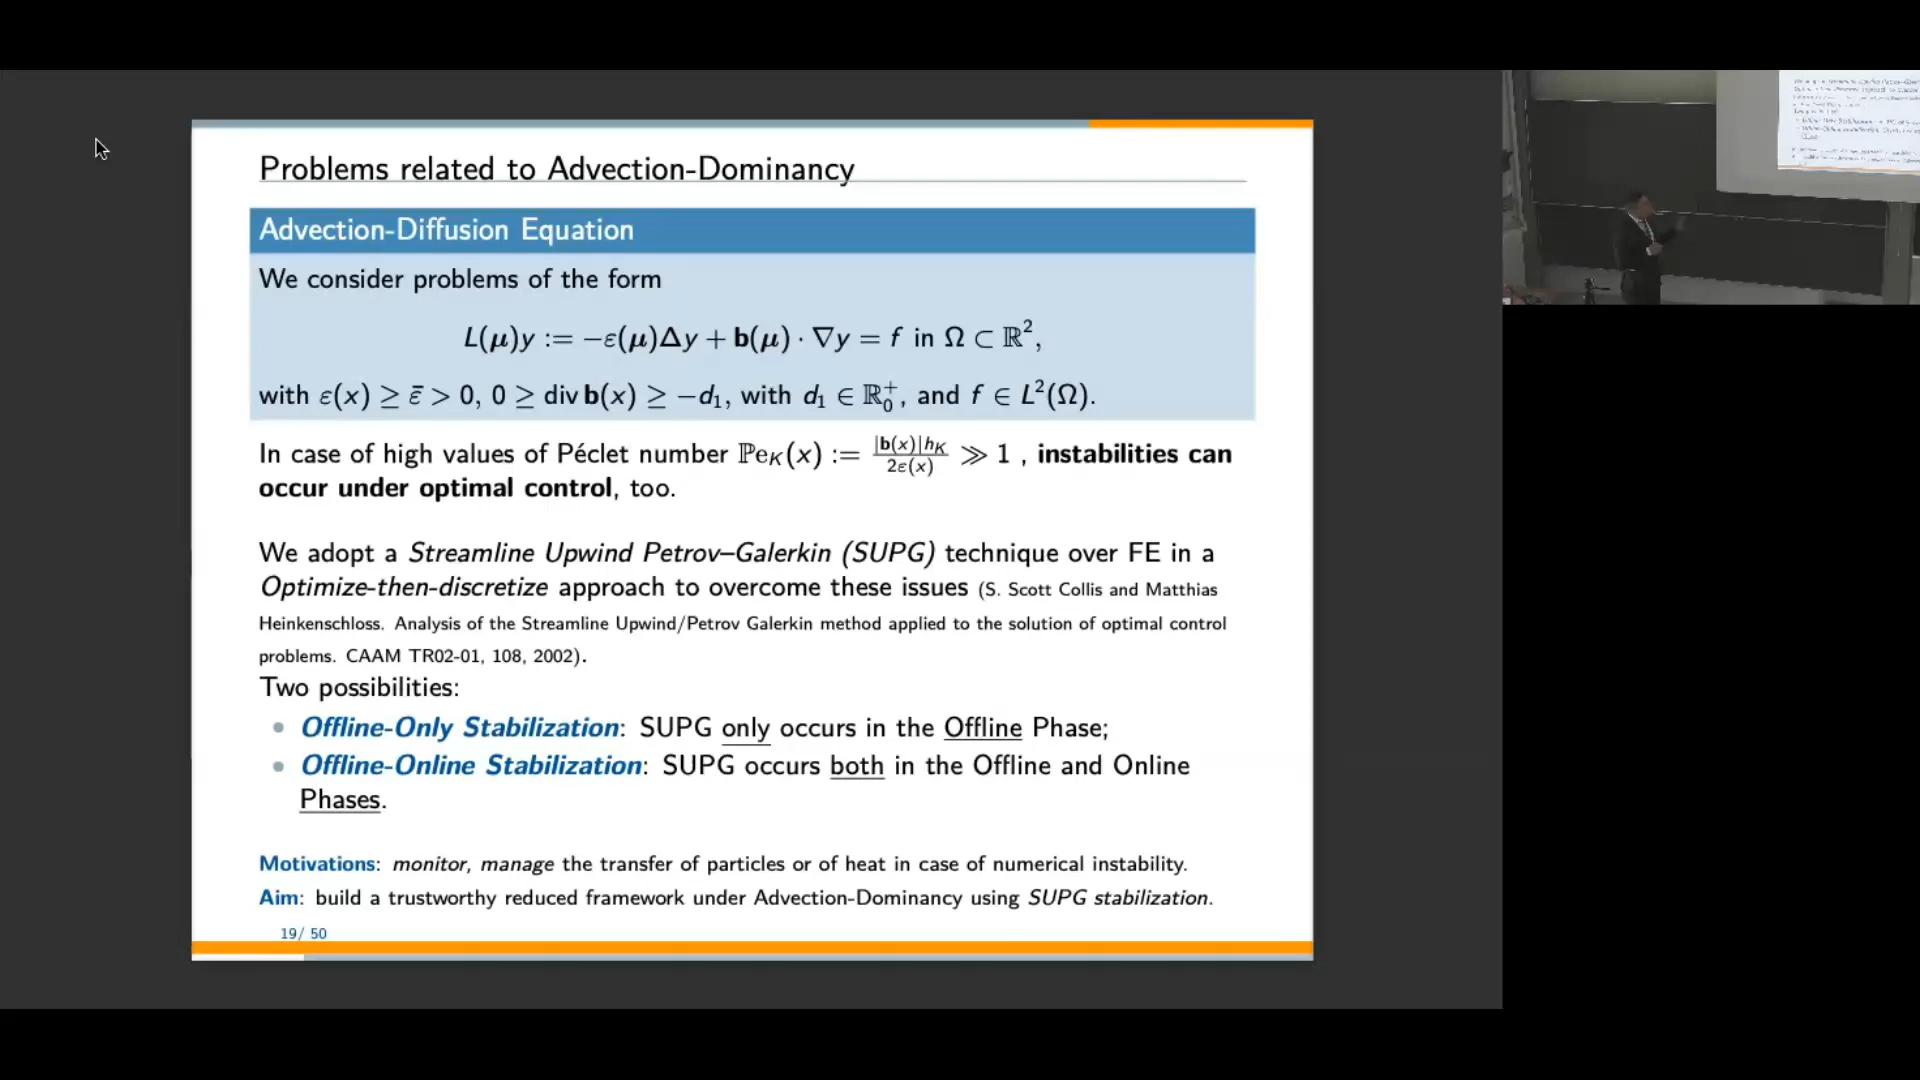 Problems related to Advection-Dominancy
Advection-Diffusion Equation
We consider problems of the form
L(μ)y := −ε(μ)Δy + b(μ) · ∇y = f in Ω ⊂ ℝ²,
with ε(x) ≥ ε̄ > 0, 0 ≥ div b(x) ≥ −d₁, with d₁ ∈ ℝ₀⁺, and f ∈ L²(Ω).
In case of high values of Péclet number ℙe_K(x) := |b(x)|h_K / 2ε(x) ≫ 1 , instabilities can
occur under optimal control, too.
We adopt a Streamline Upwind Petrov–Galerkin (SUPG) technique over FE in a
Optimize-then-discretize approach to overcome these issues (S. Scott Collis and Matthias
Heinkenschloss. Analysis of the Streamline Upwind/Petrov Galerkin method applied to the solution of optimal control
problems. CAAM TR02-01, 108, 2002).
Two possibilities:
• Offline-Only Stabilization: SUPG only occurs in the Offline Phase;
• Offline-Online Stabilization: SUPG occurs both in the Offline and Online
Phases.
Motivations: monitor, manage the transfer of particles or of heat in case of numerical instability.
Aim: build a trustworthy reduced framework under Advection-Dominancy using SUPG stabilization.
19/ 50